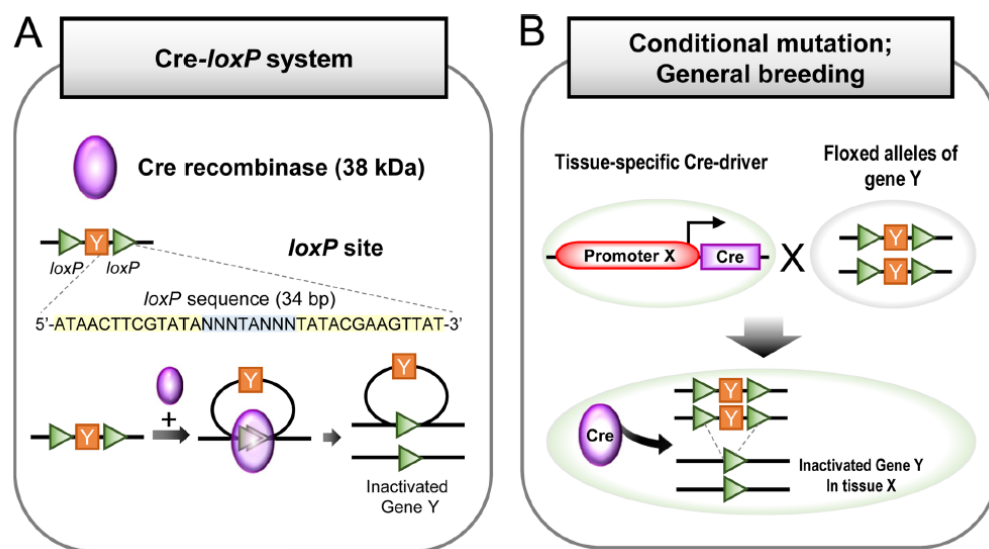 A
Cre-loxP system
Cre recombinase (38 kDa)
Y
loxP
loxP
loxP site
loxP sequence (34 bp)
5'-ATAACTTCGTATANNNTANNNTATACGAAGTTAT-3'
Y
+
Y
Y
Inactivated
Gene Y
B
Conditional mutation;
General breeding
Tissue-specific Cre-driver
Floxed alleles of
gene Y
Promoter X
Cre
X
Y
Y
Y
Y
Cre
Inactivated Gene Y
In tissue X